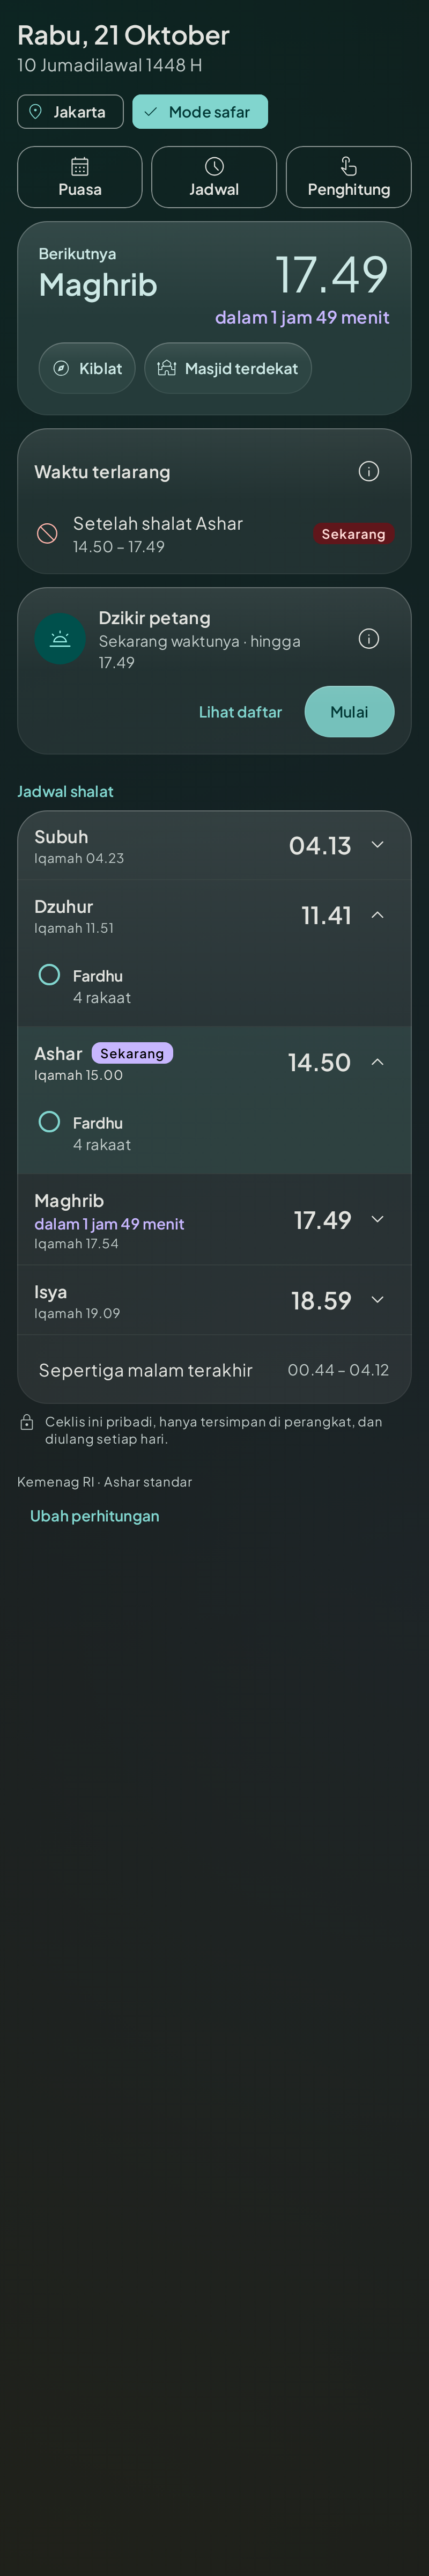 Rabu, 21 Oktober
10 Jumadilawal 1448 H
Jakarta
Mode safar
Puasa
Jadwal
Penghitung
Berikutnya
Maghrib
17.49
dalam 1 jam 49 menit
Kiblat
Masjid terdekat
Waktu terlarang
Setelah shalat Ashar
14.50 – 17.49
Sekarang
Dzikir petang
Sekarang waktunya · hingga
17.49
Lihat daftar
Mulai
Jadwal shalat
Subuh
Iqamah 04.23
04.13
Dzuhur
Iqamah 11.51
11.41
Fardhu
4 rakaat
Ashar
Sekarang
Iqamah 15.00
14.50
Fardhu
4 rakaat
Maghrib
dalam 1 jam 49 menit
Iqamah 17.54
17.49
Isya
Iqamah 19.09
18.59
Sepertiga malam terakhir
00.44 – 04.12
Ceklis ini pribadi, hanya tersimpan di perangkat, dan
diulang setiap hari.
Kemenag RI · Ashar standar
Ubah perhitungan